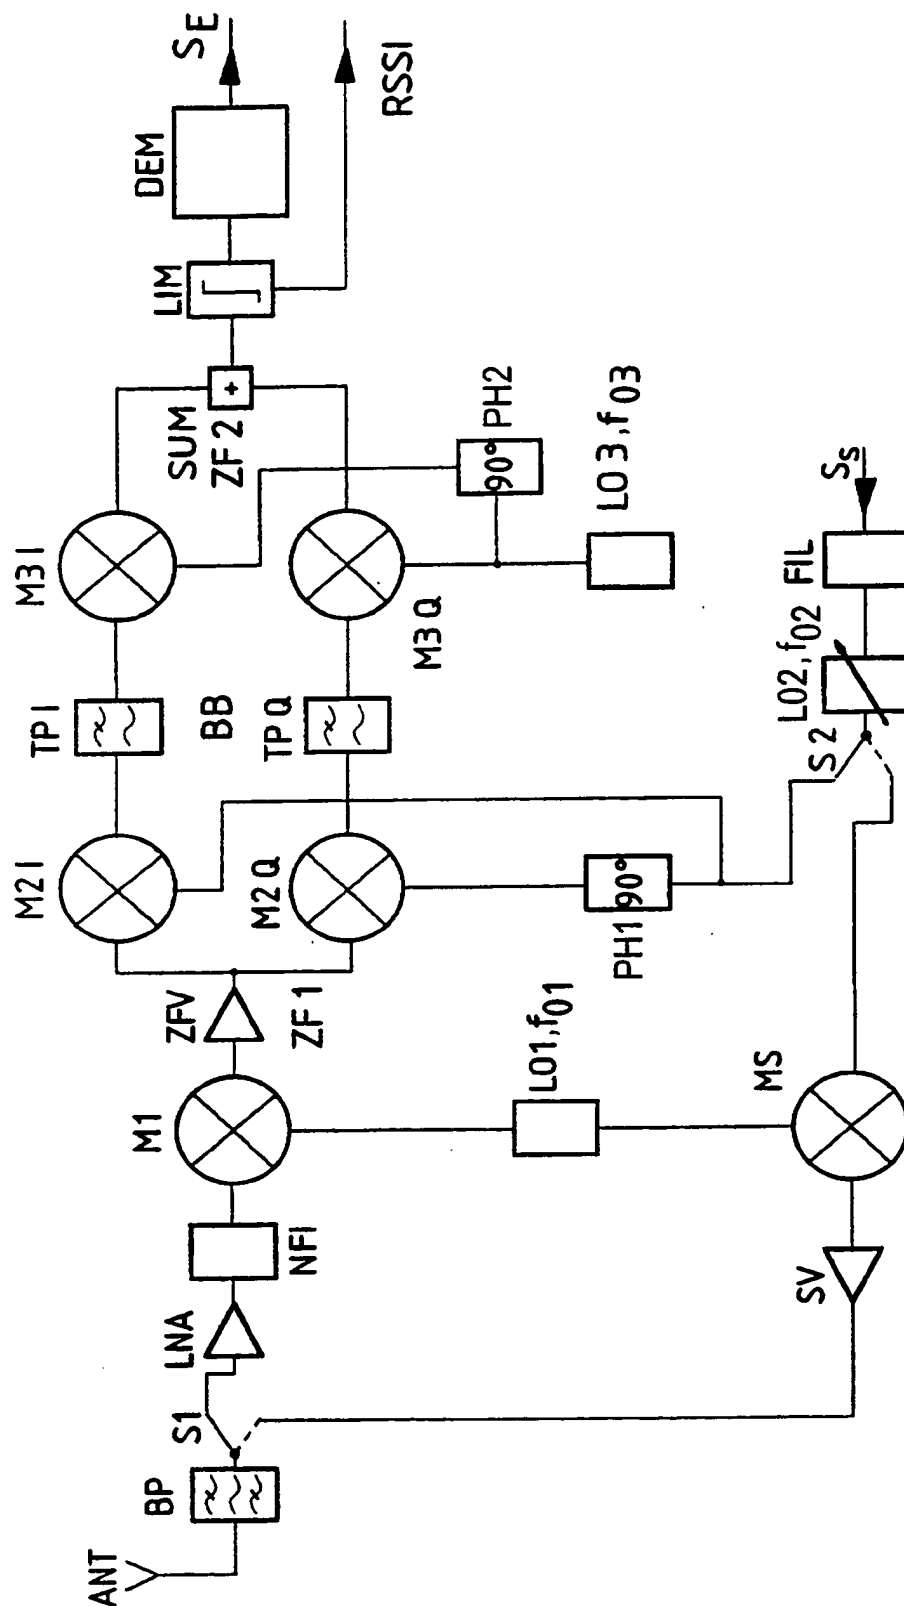 ANT
BP
S1
LNA
NFI
M1
ZFV
ZF1
M2I
M2Q
TPI
BB
TPQ
M3I
M3Q
SUM
+
ZF2
LIM
DEM
SE
RSSI
90° PH2
LO3, f03
PH1 90°
LO1, f01
S2
LO2, f02
FIL
SS
MS
SV